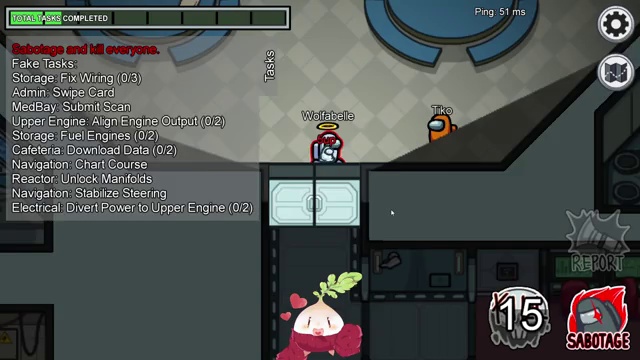 TOTAL TASKS COMPLETED
Ping: 51 ms
Sabotage and kill everyone.
Fake Tasks:
Storage: Fix Wiring (0/3)
Admin: Swipe Card
MedBay: Submit Scan
Upper Engine: Align Engine Output (0/2)
Storage: Fuel Engines (0/2)
Cafeteria: Download Data (0/2)
Navigation: Chart Course
Reactor: Unlock Manifolds
Navigation: Stabilize Steering
Electrical: Divert Power to Upper Engine (0/2)
Tasks
Wolfabelle
Tiko
REPORT
15
SABOTAGE